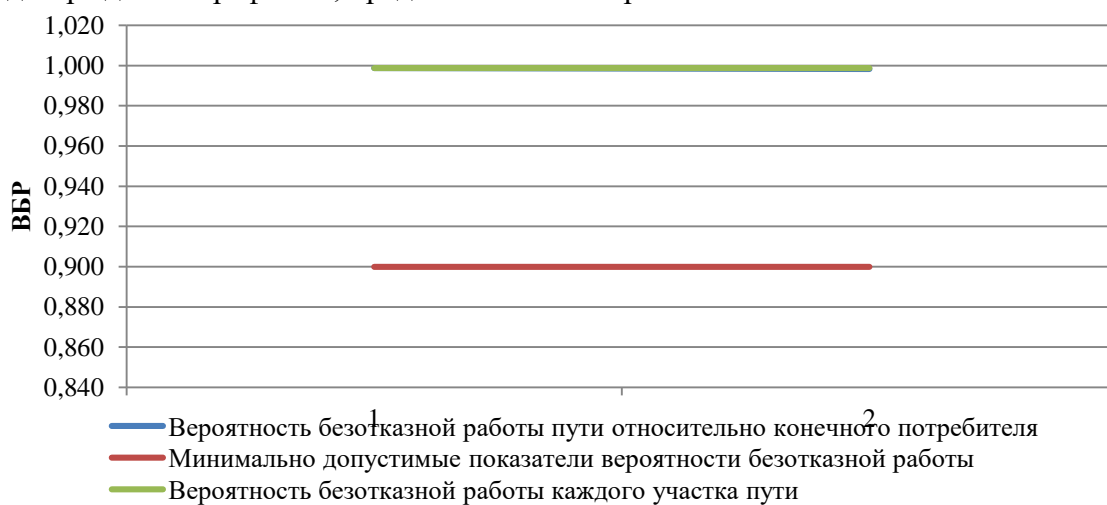 1,020
1,000
0,980
0,960
0,940
0,920
0,900
0,880
0,860
0,840
ВБР
1 2
Вероятность безотказной работы пути относительно конечного потребителя
Минимально допустимые показатели вероятности безотказной работы
Вероятность безотказной работы каждого участка пути